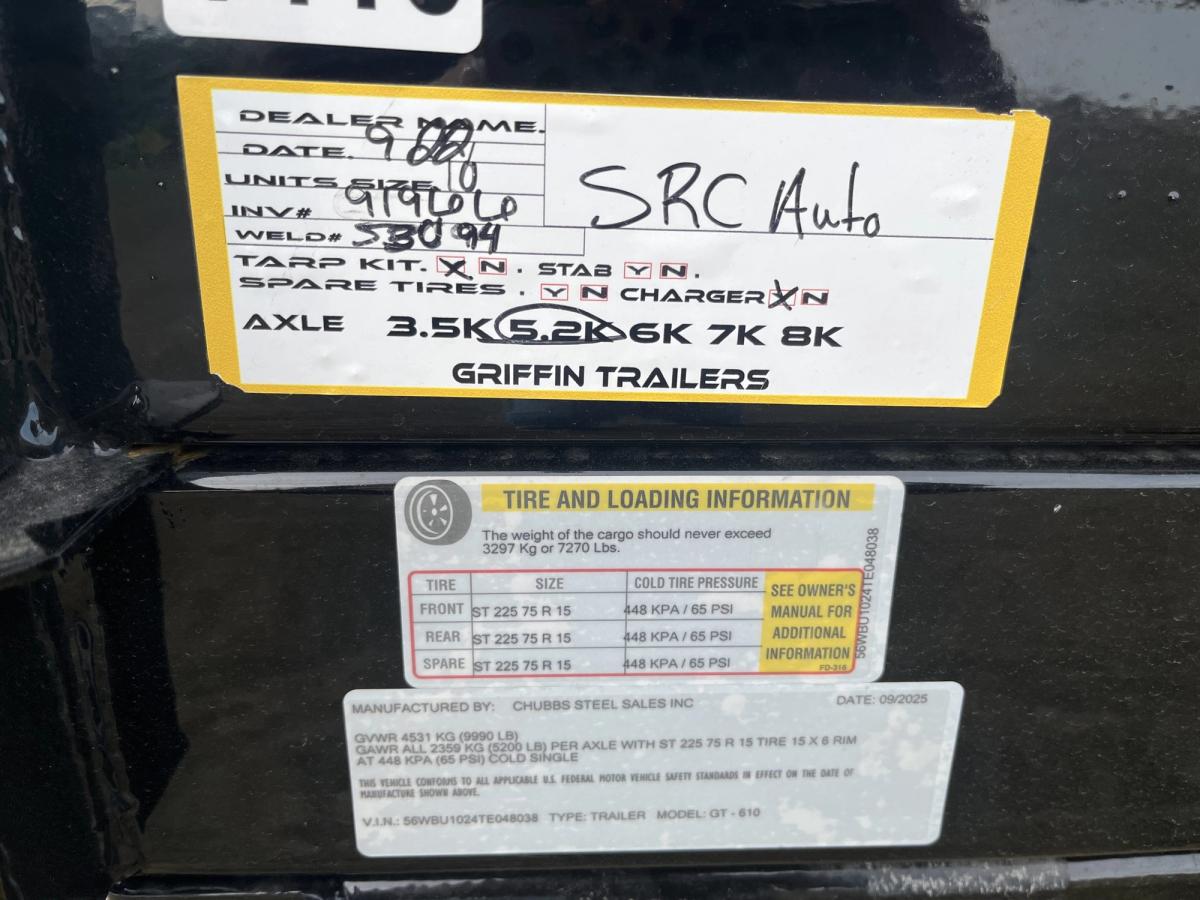 DEALER NAME.
SRC Auto
DATE. 9
UNITS SIZE 10
INV# 919666
WELD# 53094
TARP KIT. X N . STAB Y N .
SPARE TIRES . Y N CHARGER X N
AXLE 3.5K 5.2K 6K 7K 8K
GRIFFIN TRAILERS
TIRE AND LOADING INFORMATION
The weight of the cargo should never exceed
3297 Kg or 7270 Lbs.
TIRE SIZE COLD TIRE PRESSURE
FRONT ST 225 75 R 15 448 KPA / 65 PSI
REAR ST 225 75 R 15 448 KPA / 65 PSI
SPARE ST 225 75 R 15 448 KPA / 65 PSI
SEE OWNER'S
MANUAL FOR
ADDITIONAL
INFORMATION
FD-316
56WBU1024TE048038
MANUFACTURED BY: CHUBBS STEEL SALES INC DATE: 09/2025
GVWR 4531 KG (9990 LB)
GAWR ALL 2359 KG (5200 LB) PER AXLE WITH ST 225 75 R 15 TIRE 15 X 6 RIM
AT 448 KPA (65 PSI) COLD SINGLE
THIS VEHICLE CONFORMS TO ALL APPLICABLE U.S. FEDERAL MOTOR VEHICLE SAFETY STANDARDS IN EFFECT ON THE DATE OF
MANUFACTURE SHOWN ABOVE.
V.I.N.: 56WBU1024TE048038 TYPE: TRAILER MODEL: GT - 610